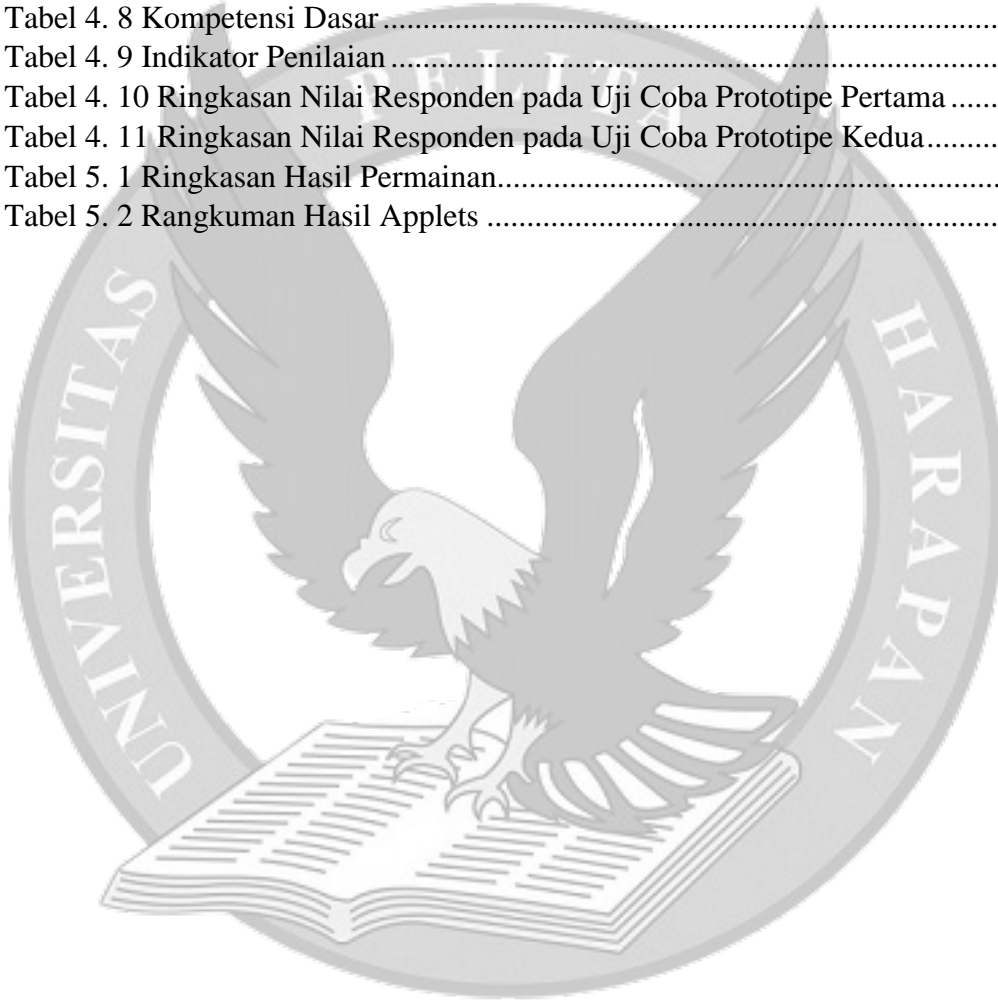 Tabel 4. 8 Kompetensi Dasar..........................................................................
Tabel 4. 9 Indikator Penilaian.........................................................................
Tabel 4. 10 Ringkasan Nilai Responden pada Uji Coba Prototipe Pertama......
Tabel 4. 11 Ringkasan Nilai Responden pada Uji Coba Prototipe Kedua.........
Tabel 5. 1 Ringkasan Hasil Permainan..............................................................
Tabel 5. 2 Rangkuman Hasil Applets................................................................
UNIVERSITAS PELITA HARAPAN